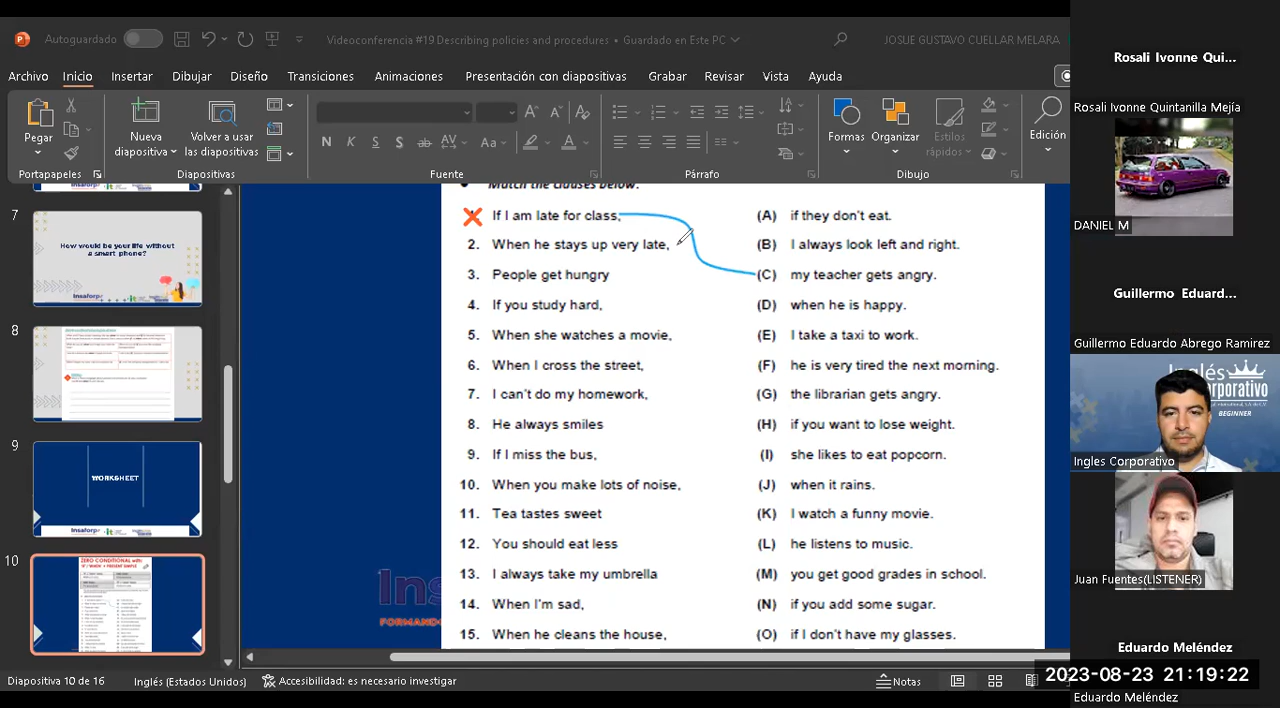 Autoguardado
Videoconferencia #19 Describing policies and procedures • Guardado en Este PC
JOSUE GUSTAVO CUELLAR MELARA
Archivo Inicio Insertar Dibujar Diseño Transiciones Animaciones Presentación con diapositivas Grabar Revisar Vista Ayuda
Pegar
Nueva diapositiva
Volver a usar las diapositivas
N K S S ab AV Aa A
Formas
Organizar
Estilos rápidos
Edición
Portapapeles
Diapositivas
Fuente
Párrafo
Dibujo
7
How would be your life without
a smart phone?
Insaforp
8
9
WORKSHEET
Insaforp
10
ZERO CONDITIONAL with:
Match the clauses below.
If I am late for class, (A) if they don't eat.
2. When he stays up very late, (B) I always look left and right.
3. People get hungry (C) my teacher gets angry.
4. If you study hard, (D) when he is happy.
5. When she watches a movie, (E) I take a taxi to work.
6. When I cross the street, (F) he is very tired the next morning.
7. I can't do my homework, (G) the librarian gets angry.
8. He always smiles (H) if you want to lose weight.
9. If I miss the bus, (I) she likes to eat popcorn.
10. When you make lots of noise, (J) when it rains.
11. Tea tastes sweet (K) I watch a funny movie.
12. You should eat less (L) he listens to music.
13. I always take my umbrella (M) you get good grades in school.
14. When I'm sad, (N) if you add some sugar.
15. When he cleans the house, (O) if I don't have my glasses.
Ins
FORMANDO
Diapositiva 10 de 16
Inglés (Estados Unidos)
Accesibilidad: es necesario investigar
Notas
Rosali Ivonne Qui...
Rosali Ivonne Quintanilla Mejía
DANIEL M
Guillermo Eduard...
Guillermo Eduardo Abrego Ramirez
Inglés
orporativo
BEGINNER
Ingles Corporativo
Juan Fuentes(LISTENER)
Eduardo Meléndez
2023-08-23 21:19:22
Eduardo Meléndez